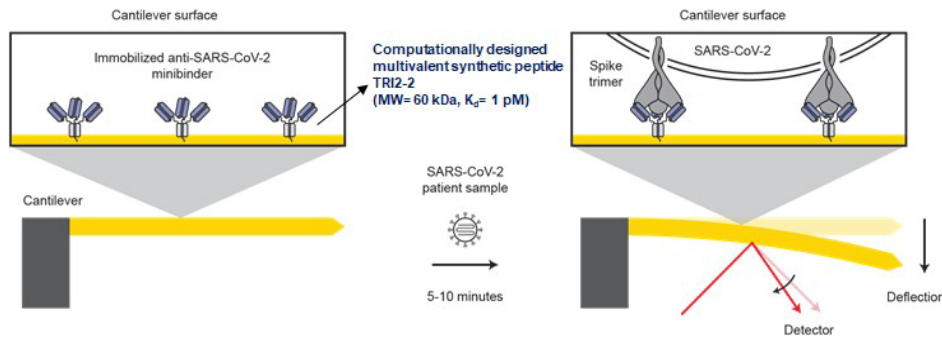 Cantilever surface
Immobilized anti-SARS-CoV-2
minibinder
Computationally designed
multivalent synthetic peptide
TRI2-2
(MW= 60 kDa, Kd= 1 pM)
Cantilever surface
SARS-CoV-2
Spike
trimer
Cantilever
SARS-CoV-2
patient sample
5-10 minutes
Deflection
Detector